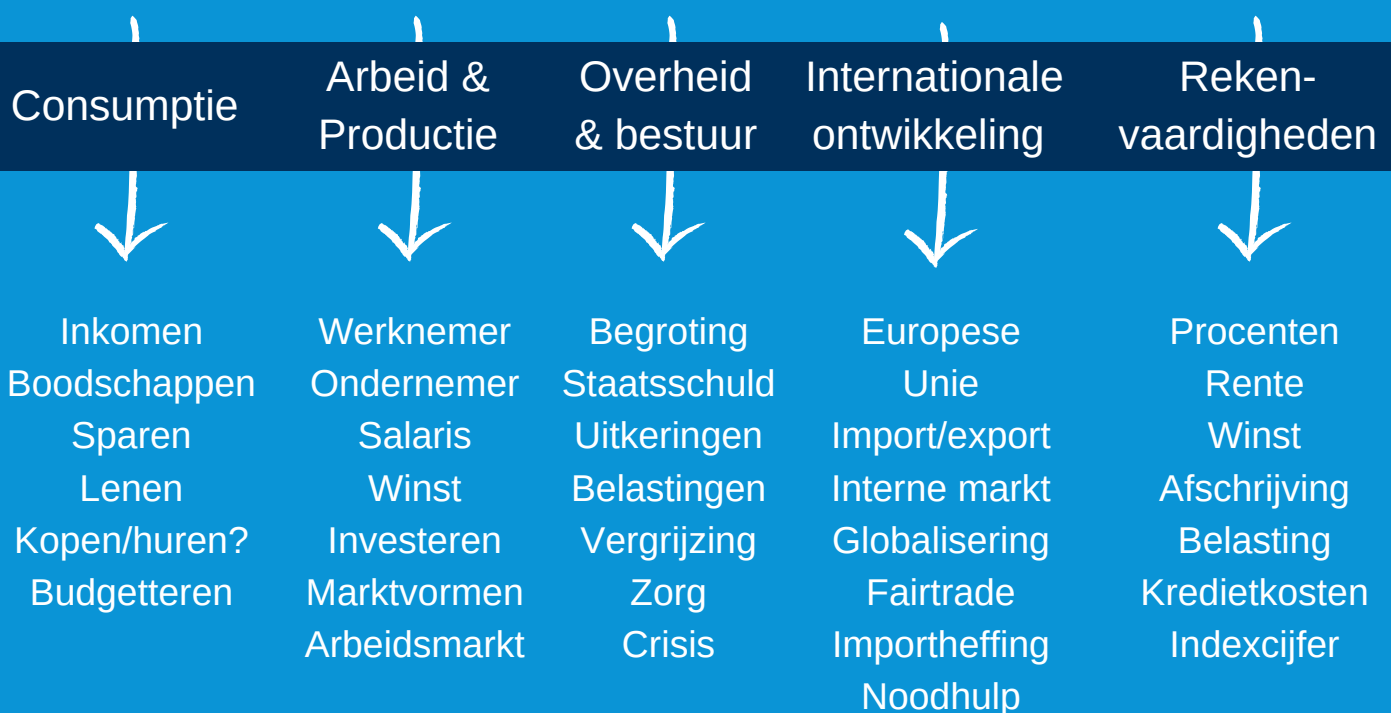 Consumptie
Arbeid &
Productie
Overheid
& bestuur
Internationale
ontwikkeling
Reken-
vaardigheden
Inkomen
Boodschappen
Sparen
Lenen
Kopen/huren?
Budgetteren
Werknemer
Ondernemer
Salaris
Winst
Investeren
Marktvormen
Arbeidsmarkt
Begroting
Staatsschuld
Uitkeringen
Belastingen
Vergrijzing
Zorg
Crisis
Europese
Unie
Import/export
Interne markt
Globalisering
Fairtrade
Importheffing
Noodhulp
Procenten
Rente
Winst
Afschrijving
Belasting
Kredietkosten
Indexcijfer